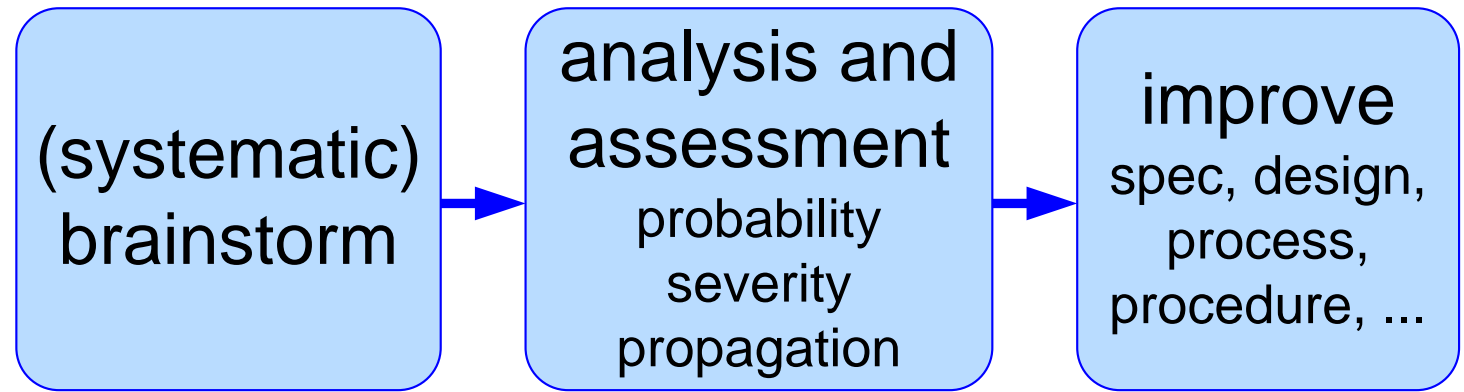 (systematic)
brainstorm
analysis and
assessment
probability
severity
propagation
improve
spec, design,
process,
procedure, ...